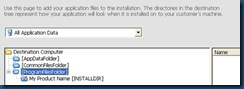 Use this page to add your application files to the installation. The directories in the destination
tree represent how your application will look when it is installed on to your customer's machine.
All Application Data
Destination Computer
[AppDataFolder]
[CommonFilesFolder]
[ProgramFilesFolder]
My Product Name [INSTALLDIR]
Name